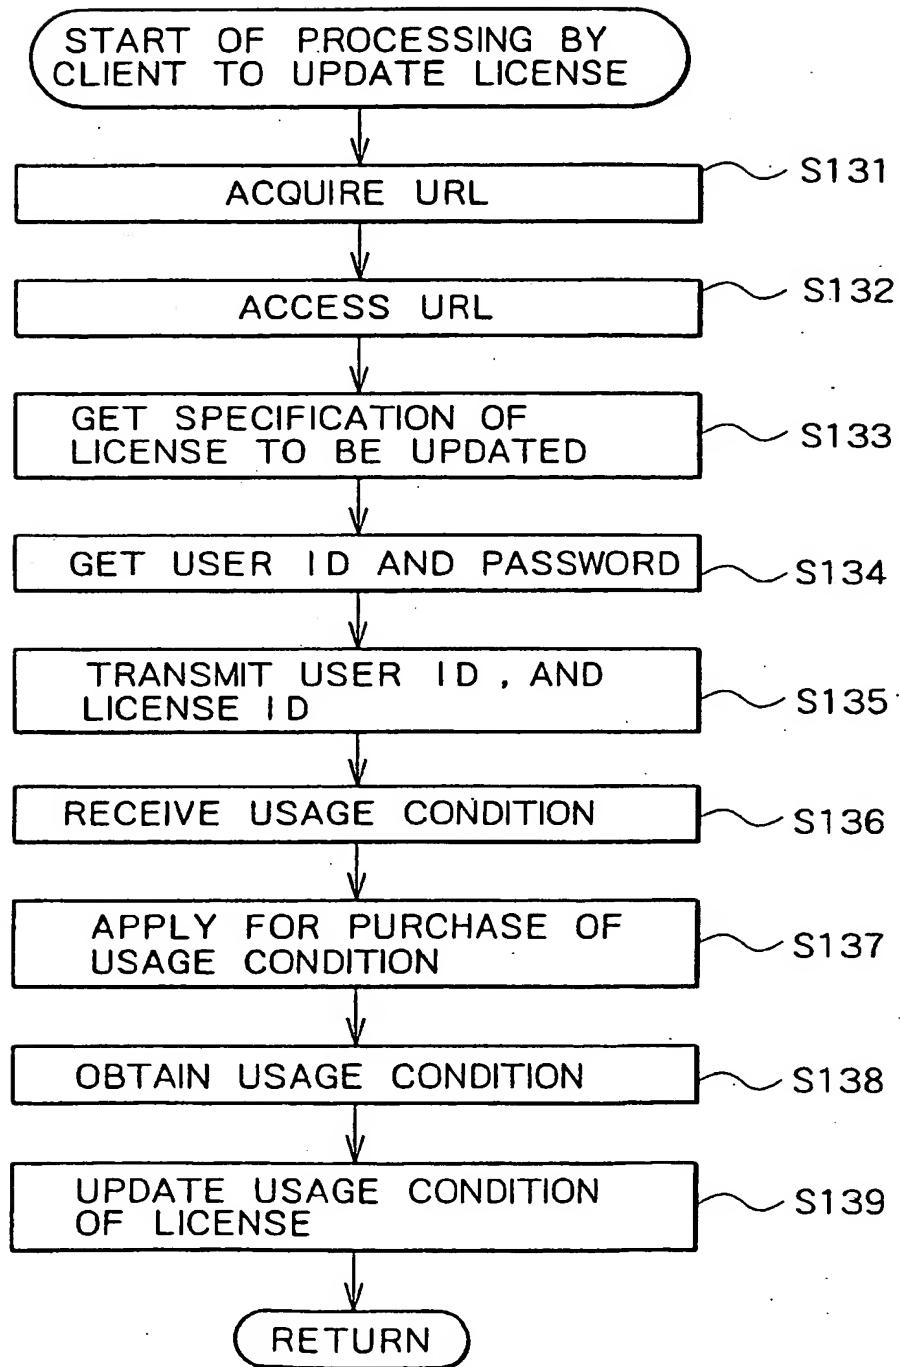 START OF PROCESSING BY
CLIENT TO UPDATE LICENSE
ACQUIRE URL
S131
ACCESS URL
S132
GET SPECIFICATION OF
LICENSE TO BE UPDATED
S133
GET USER ID AND PASSWORD
S134
TRANSMIT USER ID, AND
LICENSE ID
S135
RECEIVE USAGE CONDITION
S136
APPLY FOR PURCHASE OF
USAGE CONDITION
S137
OBTAIN USAGE CONDITION
S138
UPDATE USAGE CONDITION
OF LICENSE
S139
RETURN